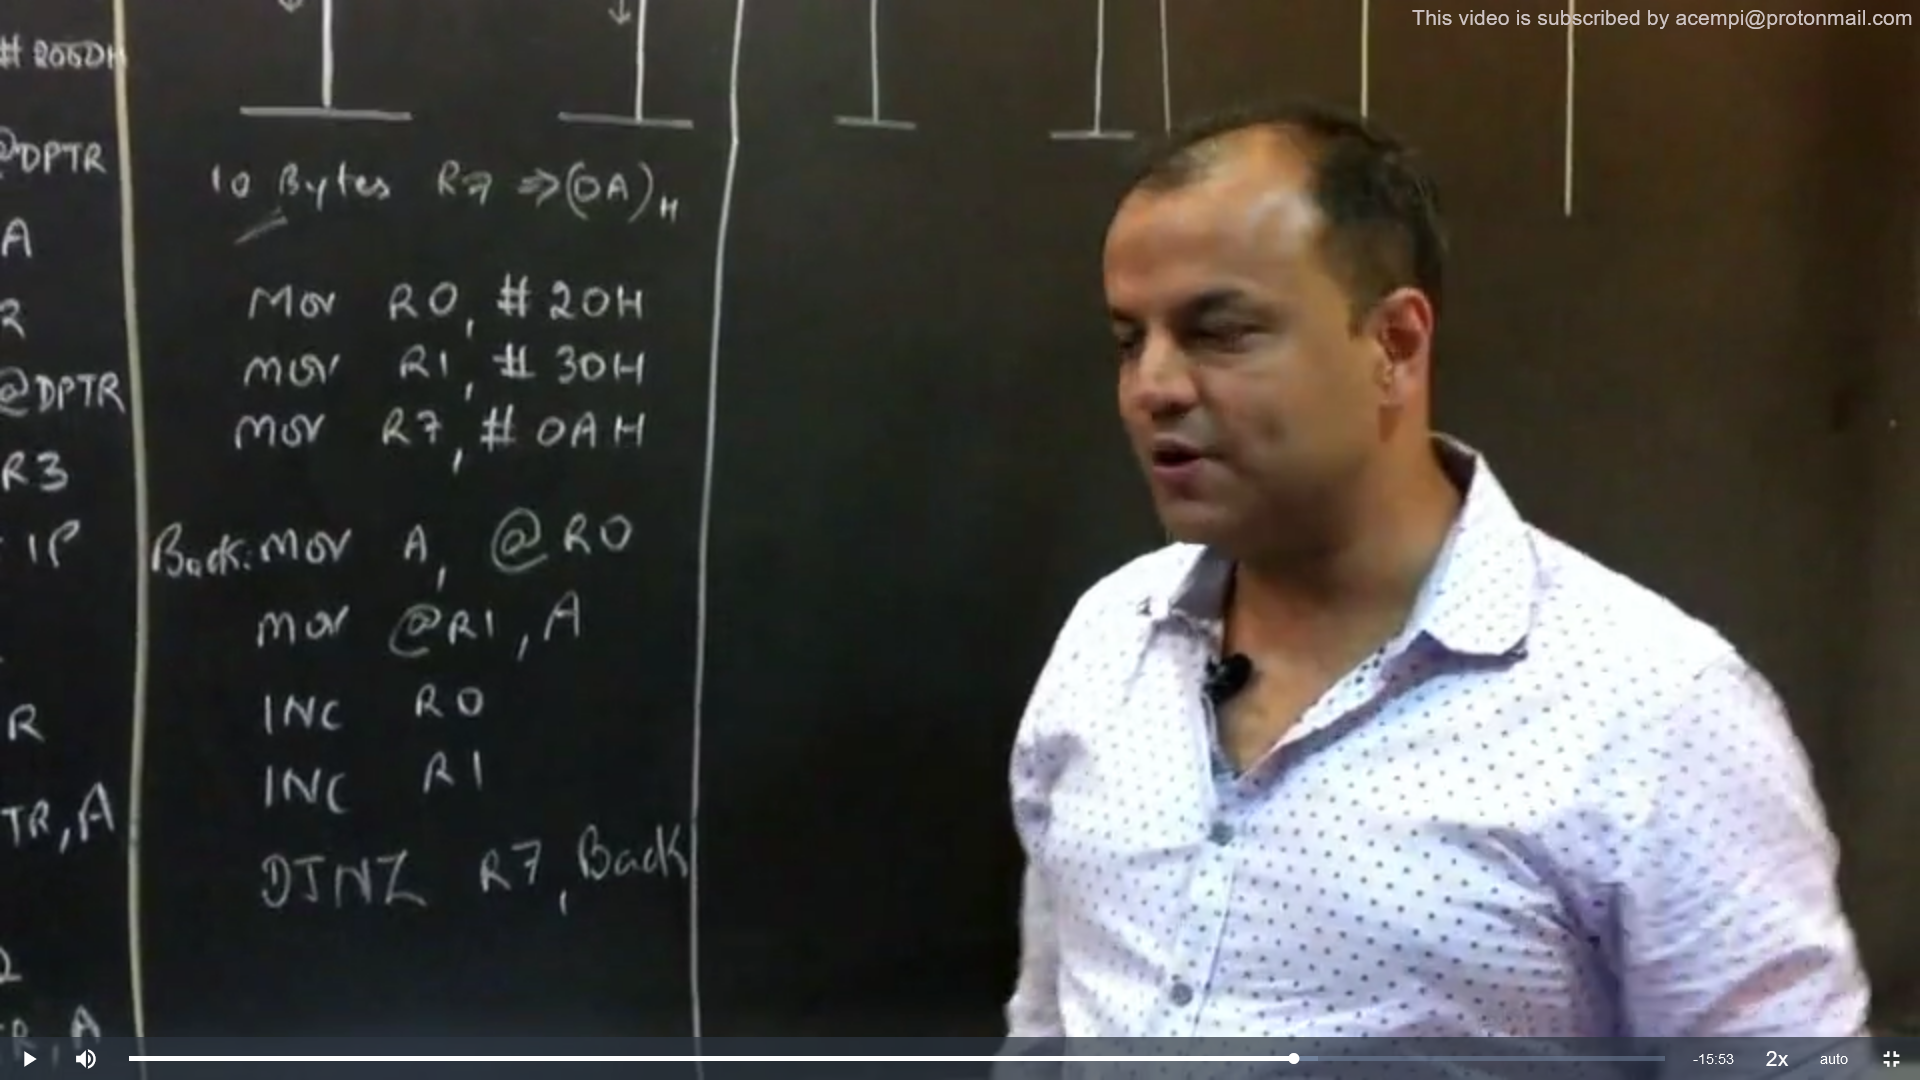 This video is subscribed by acempi@protonmail.com
# 205DH
@DPTR
A
R
@DPTR
R3
IP
R
TR, A
R, A
10 Bytes R7 ⇒ (0A)H
Mov R0, # 20H
Mov R1, # 30H
Mov R7, # 0AH
Back: Mov A, @R0
Mov @R1, A
INC R0
INC R1
DJNZ R7, Back
-15:53
2x
auto